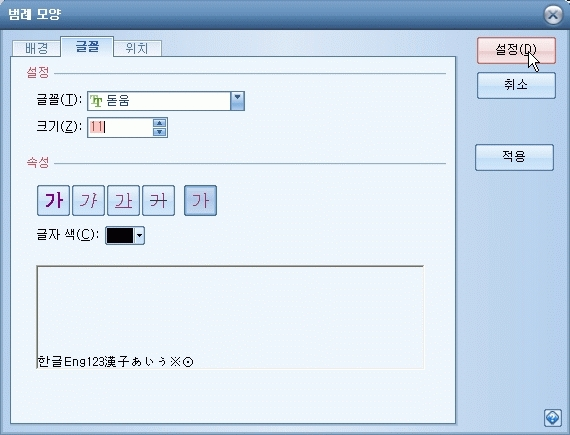 범례 모양
배경 글꼴 위치
설정(D)
설정
취소
글꼴(T): 돋움
크기(Z): 11
적용
속성
가 가 가 가 가
글자 색(C):
한글Eng123漢子あいう※⊙